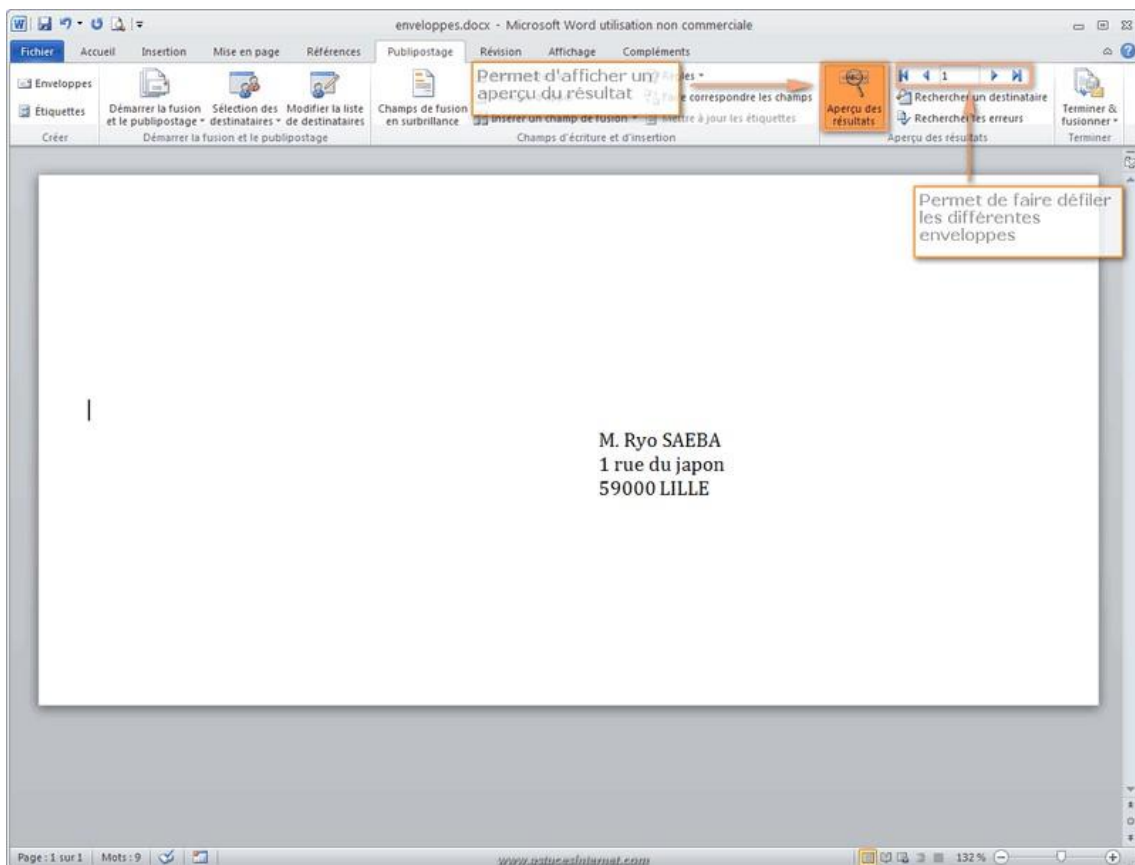 enveloppes.docx - Microsoft Word utilisation non commerciale
Fichier Accueil Insertion Mise en page Références Publipostage Révision Affichage Compléments
Enveloppes
Étiquettes
Créer
Démarrer la fusion
et le publipostage
Sélection des
destinataires
Modifier la liste
de destinataires
Démarrer la fusion et le publipostage
Champs de fusion
en surbrillance
Permet d'afficher un
aperçu du résultat
correspondre les champs
Insérer un champ de fusion
Mettre à jour les étiquettes
Champs d'écriture et d'insertion
Aperçu des
résultats
1
Rechercher un destinataire
Rechercher les erreurs
Aperçu des résultats
Terminer &
fusionner
Terminer
Permet de faire défiler
les différentes
enveloppes
M. Ryo SAEBA
1 rue du japon
59000 LILLE
Page : 1 sur 1 Mots : 9
www.astucesinternet.com
132 %